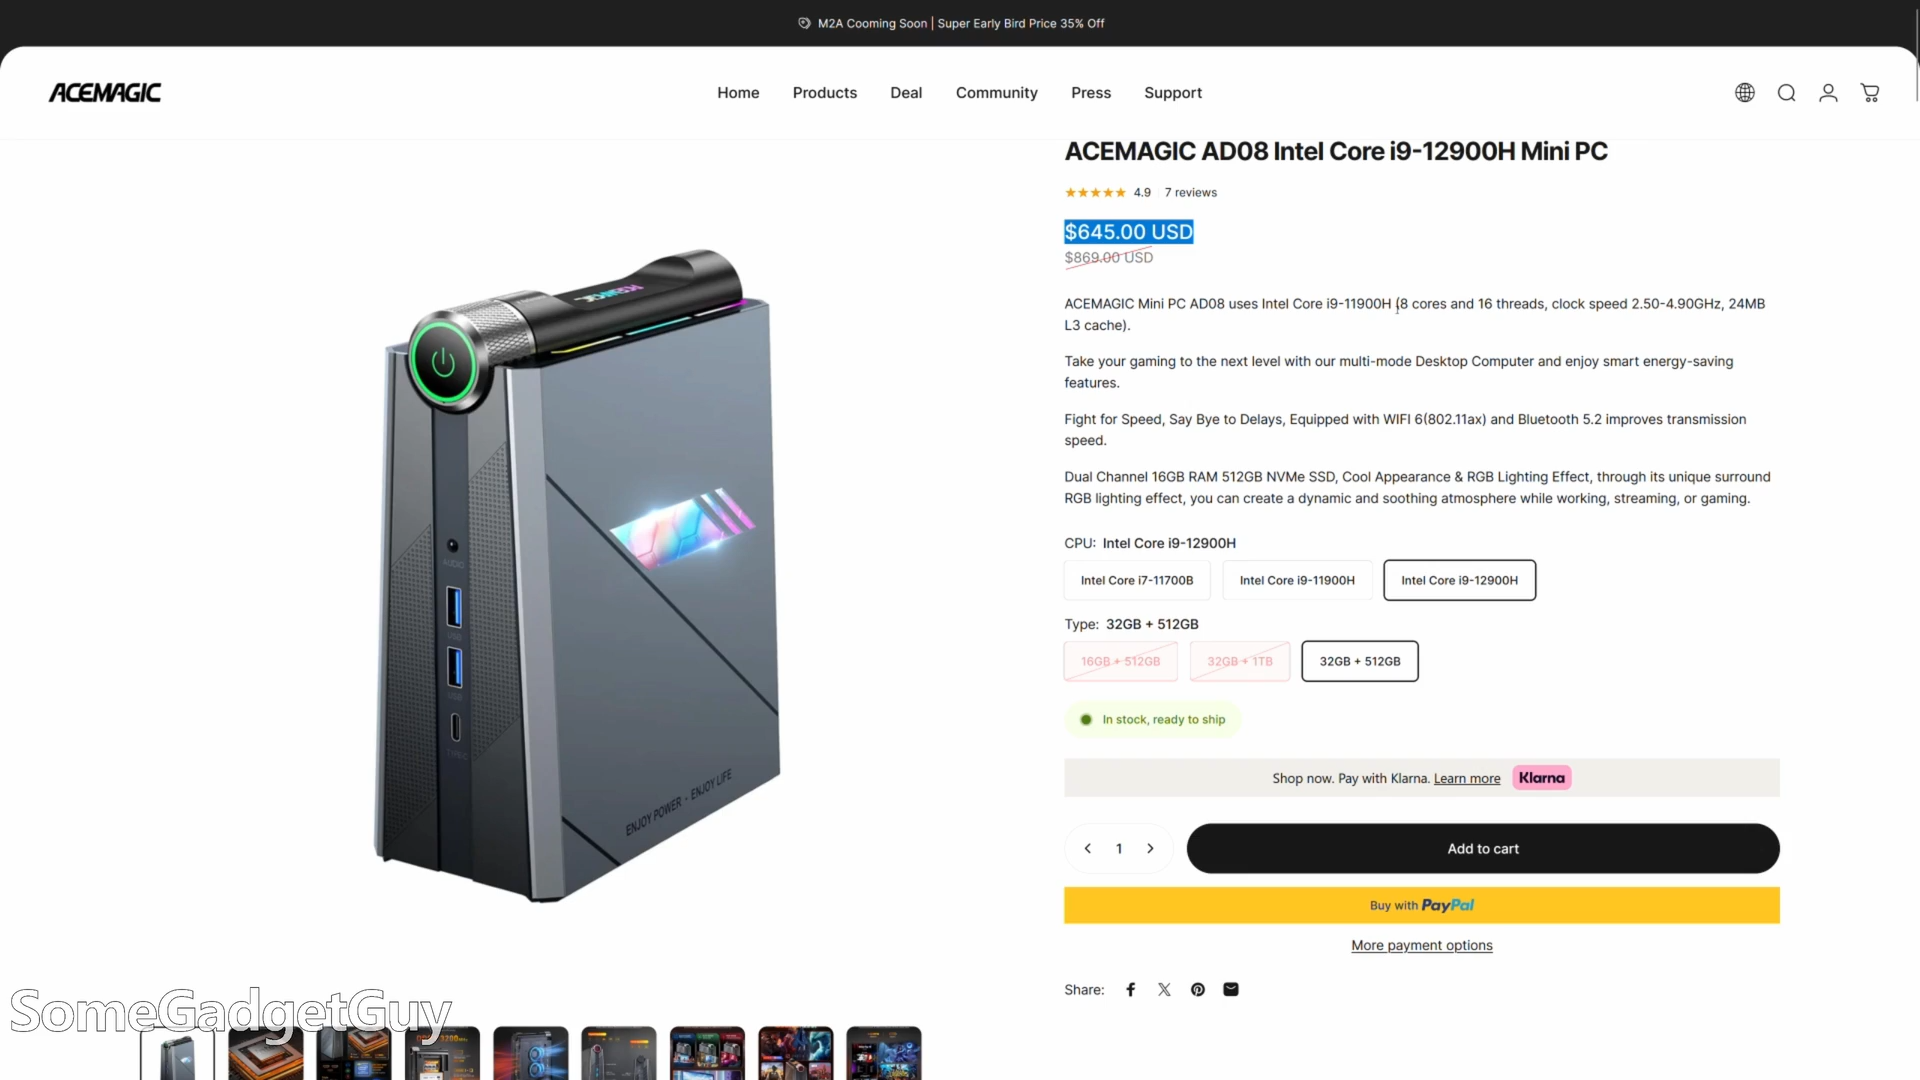 M2A Cooming Soon | Super Early Bird Price 35% Off
ACEMAGIC
Home
Products
Deal
Community
Press
Support
ACEMAGIC AD08 Intel Core i9-12900H Mini PC
4.9 7 reviews
$645.00 USD
$869.00 USD
ACEMAGIC Mini PC AD08 uses Intel Core i9-11900H (8 cores and 16 threads, clock speed 2.50-4.90GHz, 24MB
L3 cache).
Take your gaming to the next level with our multi-mode Desktop Computer and enjoy smart energy-saving
features.
Fight for Speed, Say Bye to Delays, Equipped with WIFI 6(802.11ax) and Bluetooth 5.2 improves transmission
speed.
Dual Channel 16GB RAM 512GB NVMe SSD, Cool Appearance & RGB Lighting Effect, through its unique surround
RGB lighting effect, you can create a dynamic and soothing atmosphere while working, streaming, or gaming.
CPU: Intel Core i9-12900H
Intel Core i7-11700B
Intel Core i9-11900H
Intel Core i9-12900H
Type: 32GB + 512GB
16GB + 512GB
32GB + 1TB
32GB + 512GB
In stock, ready to ship
Shop now. Pay with Klarna. Learn more Klarna
1
Add to cart
Buy with PayPal
More payment options
Share:
AUDIO
USB
ENJOY POWER - ENJOY LIFE
SomeGadgetGuy